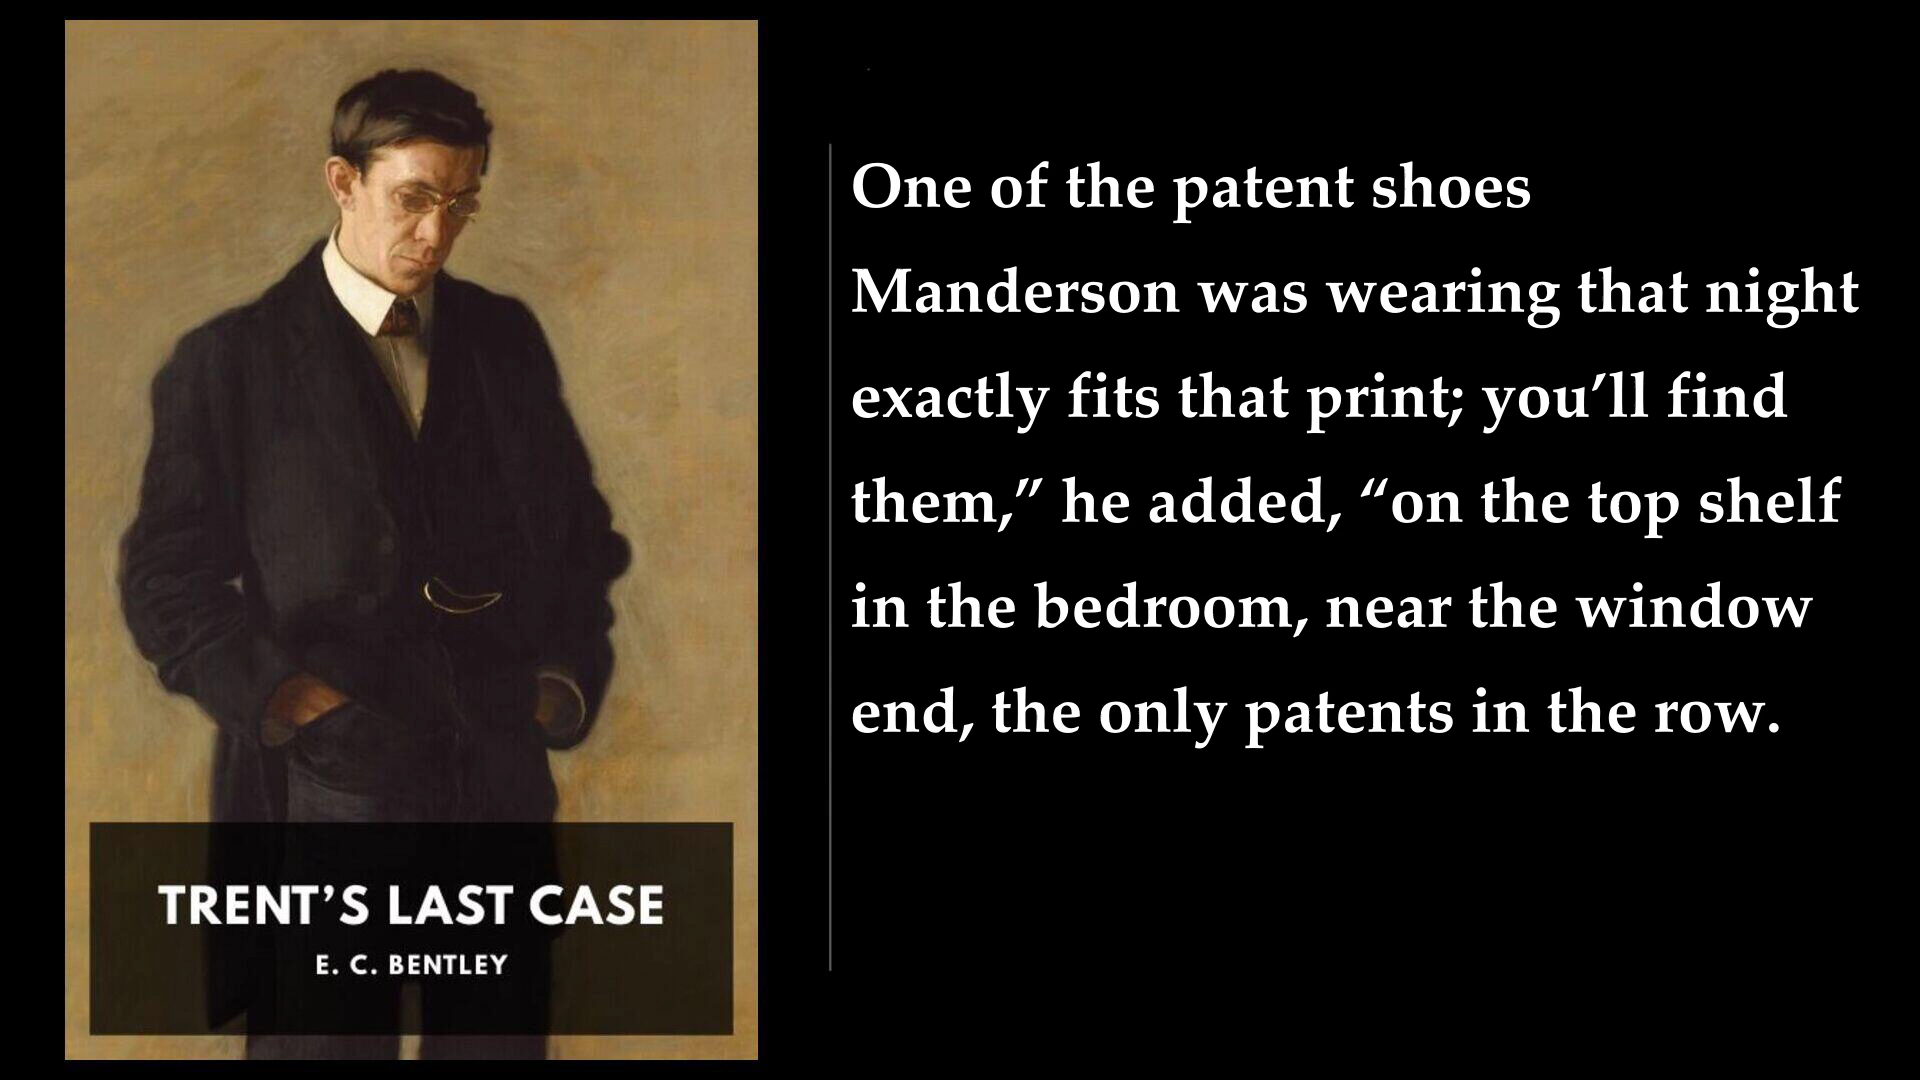 TRENT’S LAST CASE
E. C. BENTLEY
One of the patent shoes
Manderson was wearing that night
exactly fits that print; you’ll find
them,” he added, “on the top shelf
in the bedroom, near the window
end, the only patents in the row.